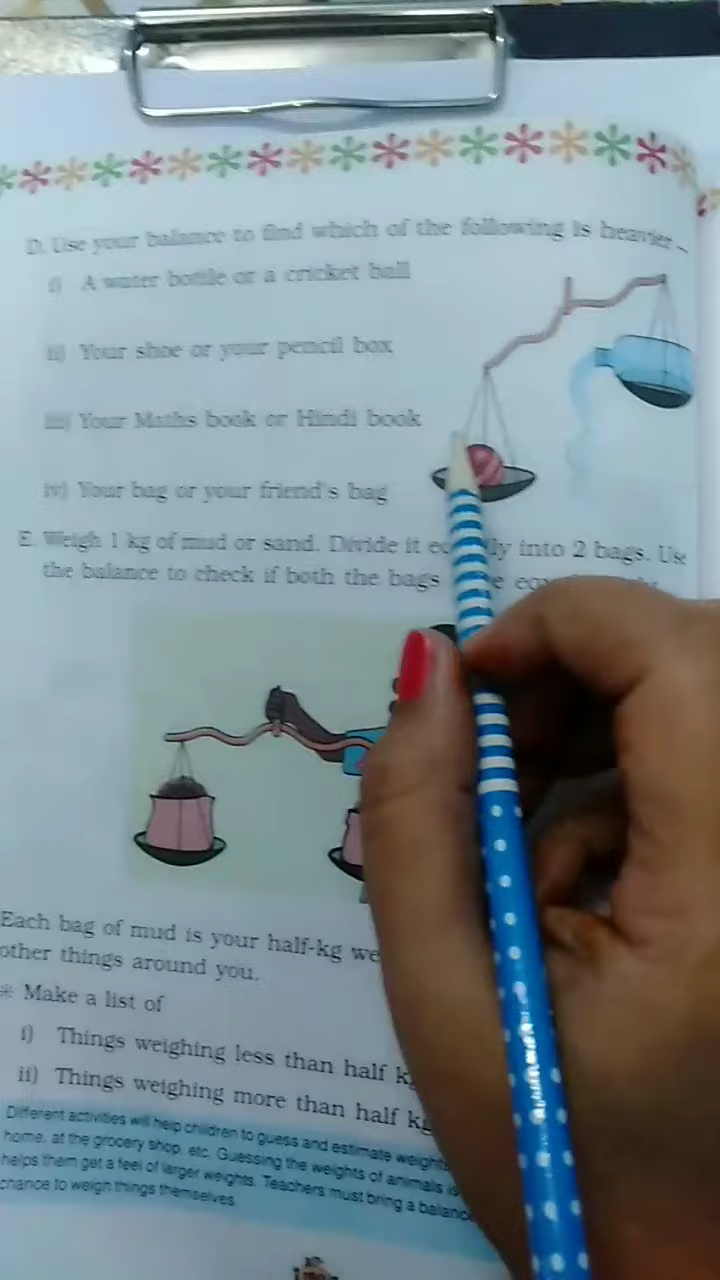 D. Use your balance to find which of the following is heavier –
i) A water bottle or a cricket ball
ii) Your shoe or your pencil box
iii) Your Maths book or Hindi book
iv) Your bag or your friend's bag
E. Weigh 1 kg of mud or sand. Divide it into 2 bags. Use
the balance to check if both the bags
Each bag of mud is your half-kg
other things around you.
* Make a list of
i) Things weighing less than half
ii) Things weighing more than half kg
Different activities will help children to guess and estimate
home, at the grocery shop, etc. Guessing the weights of animals
helps them get a feel of larger weights. Teachers must bring a
chance to weigh things themselves.